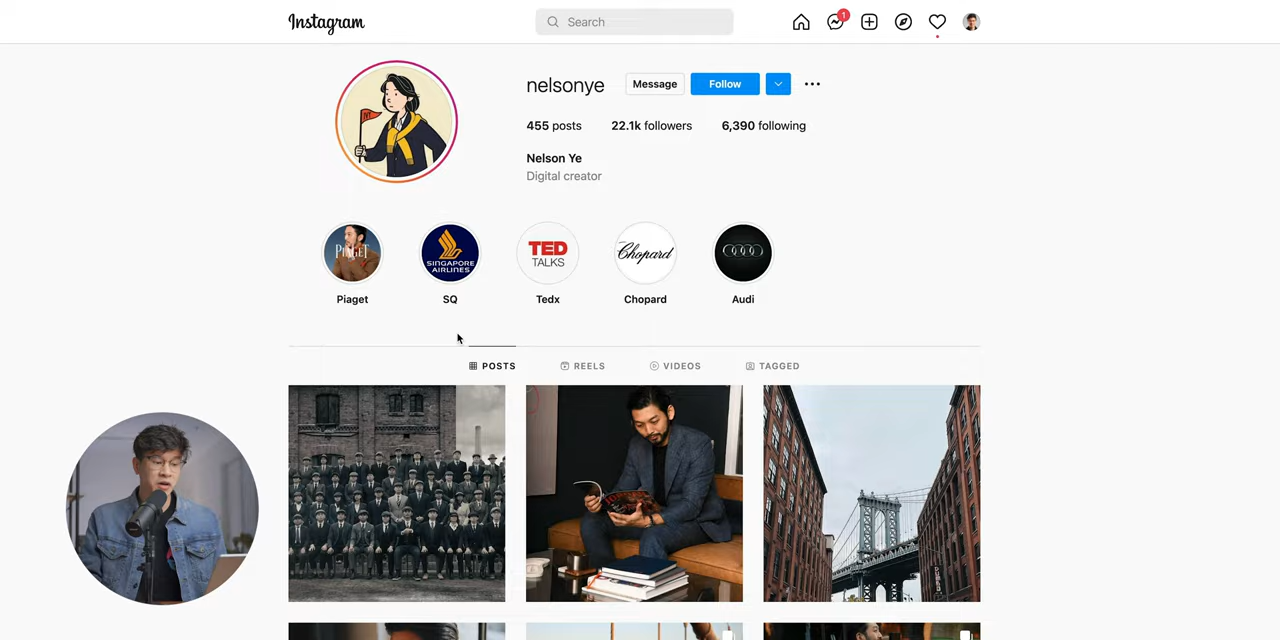 Instagram
Search
1
nelsonye
Message
Follow
455 posts
22.1k followers
6,390 following
Nelson Ye
Digital creator
PIAGET
SINGAPORE
AIRLINES
TED
TALKS
Chopard
Piaget
SQ
Tedx
Chopard
Audi
POSTS
REELS
VIDEOS
TAGGED